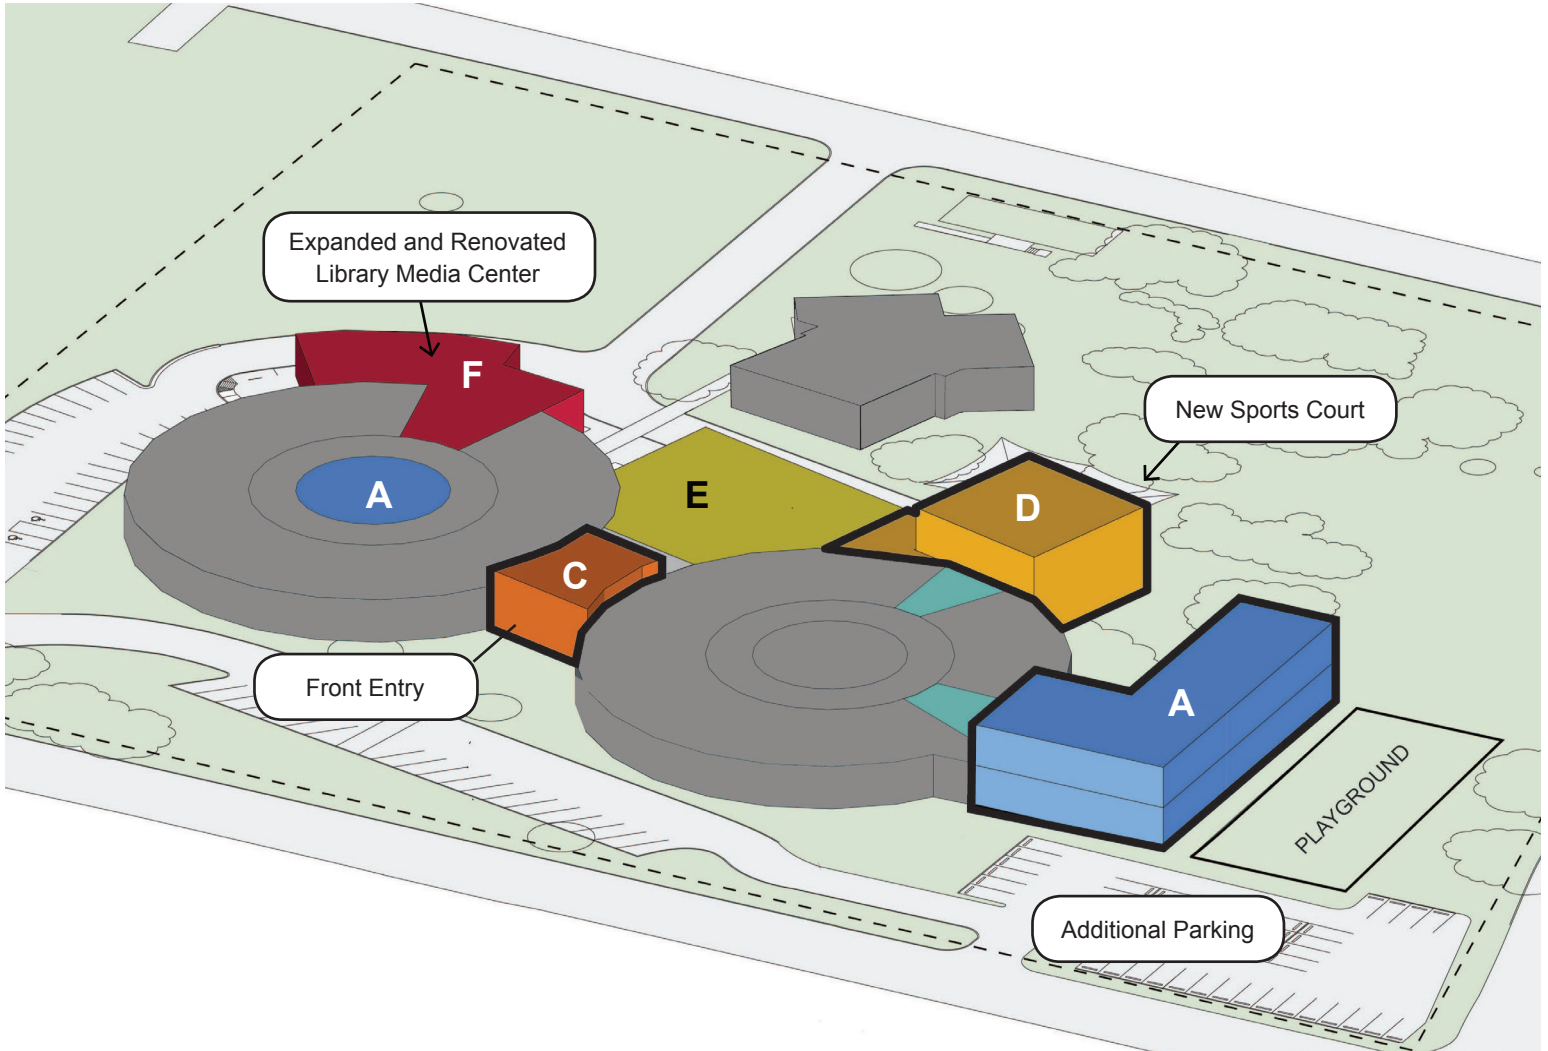 Expanded and Renovated
Library Media Center
F
New Sports Court
A
E
D
C
Front Entry
A
PLAYGROUND
Additional Parking